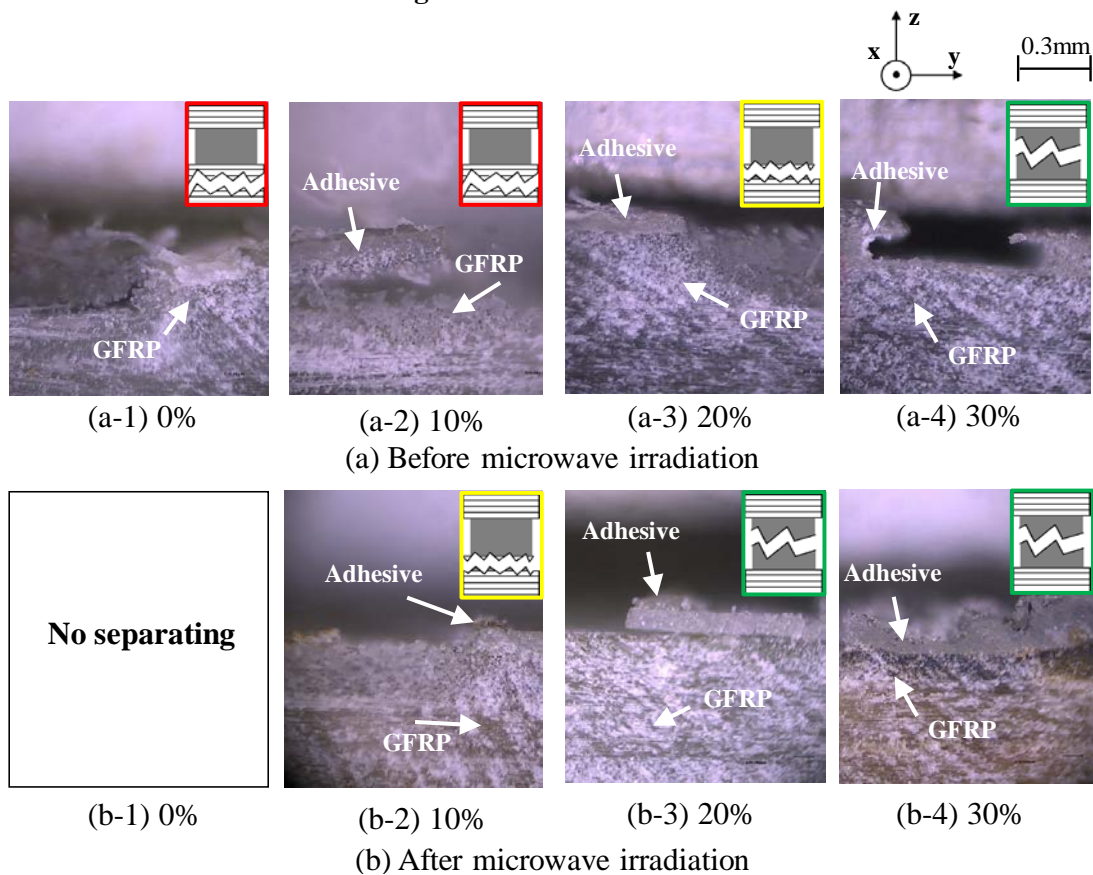 g
z
x
y
0.3mm
Adhesive
Adhesive
Adhesive
GFRP
GFRP
GFRP
GFRP
(a-1) 0%
(a-2) 10%
(a-3) 20%
(a-4) 30%
(a) Before microwave irradiation
Adhesive
Adhesive
Adhesive
No separating
GFRP
GFRP
GFRP
(b-1) 0%
(b-2) 10%
(b-3) 20%
(b-4) 30%
(b) After microwave irradiation